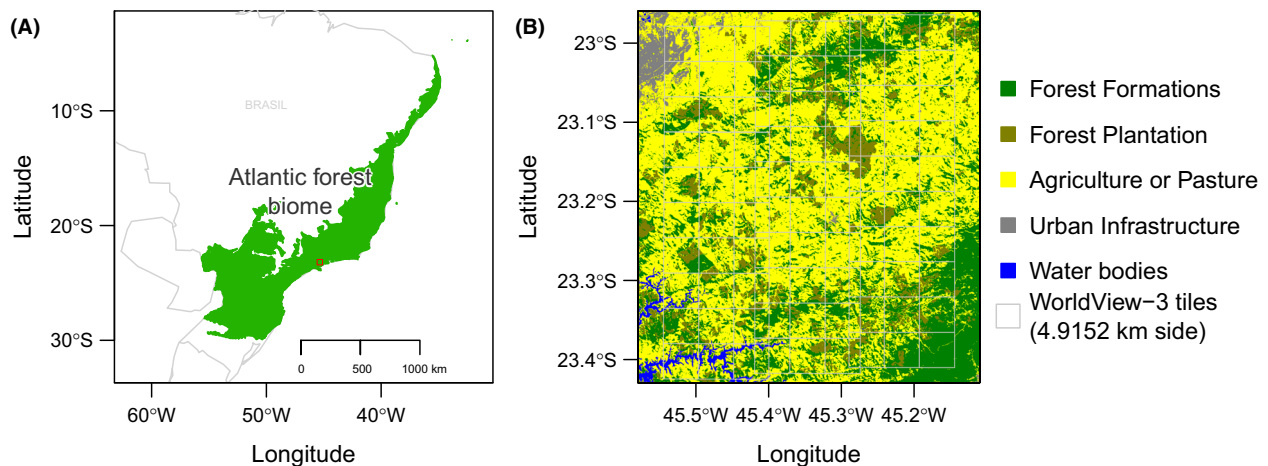 (A)
Latitude
10°S
20°S
30°S
BRASIL
Atlantic forest
biome
0 500 1000 km
60°W 50°W 40°W
Longitude
(B)
Latitude
23°S
23.1°S
23.2°S
23.3°S
23.4°S
45.5°W 45.4°W 45.3°W 45.2°W
Longitude
Forest Formations
Forest Plantation
Agriculture or Pasture
Urban Infrastructure
Water bodies
WorldView−3 tiles
(4.9152 km side)